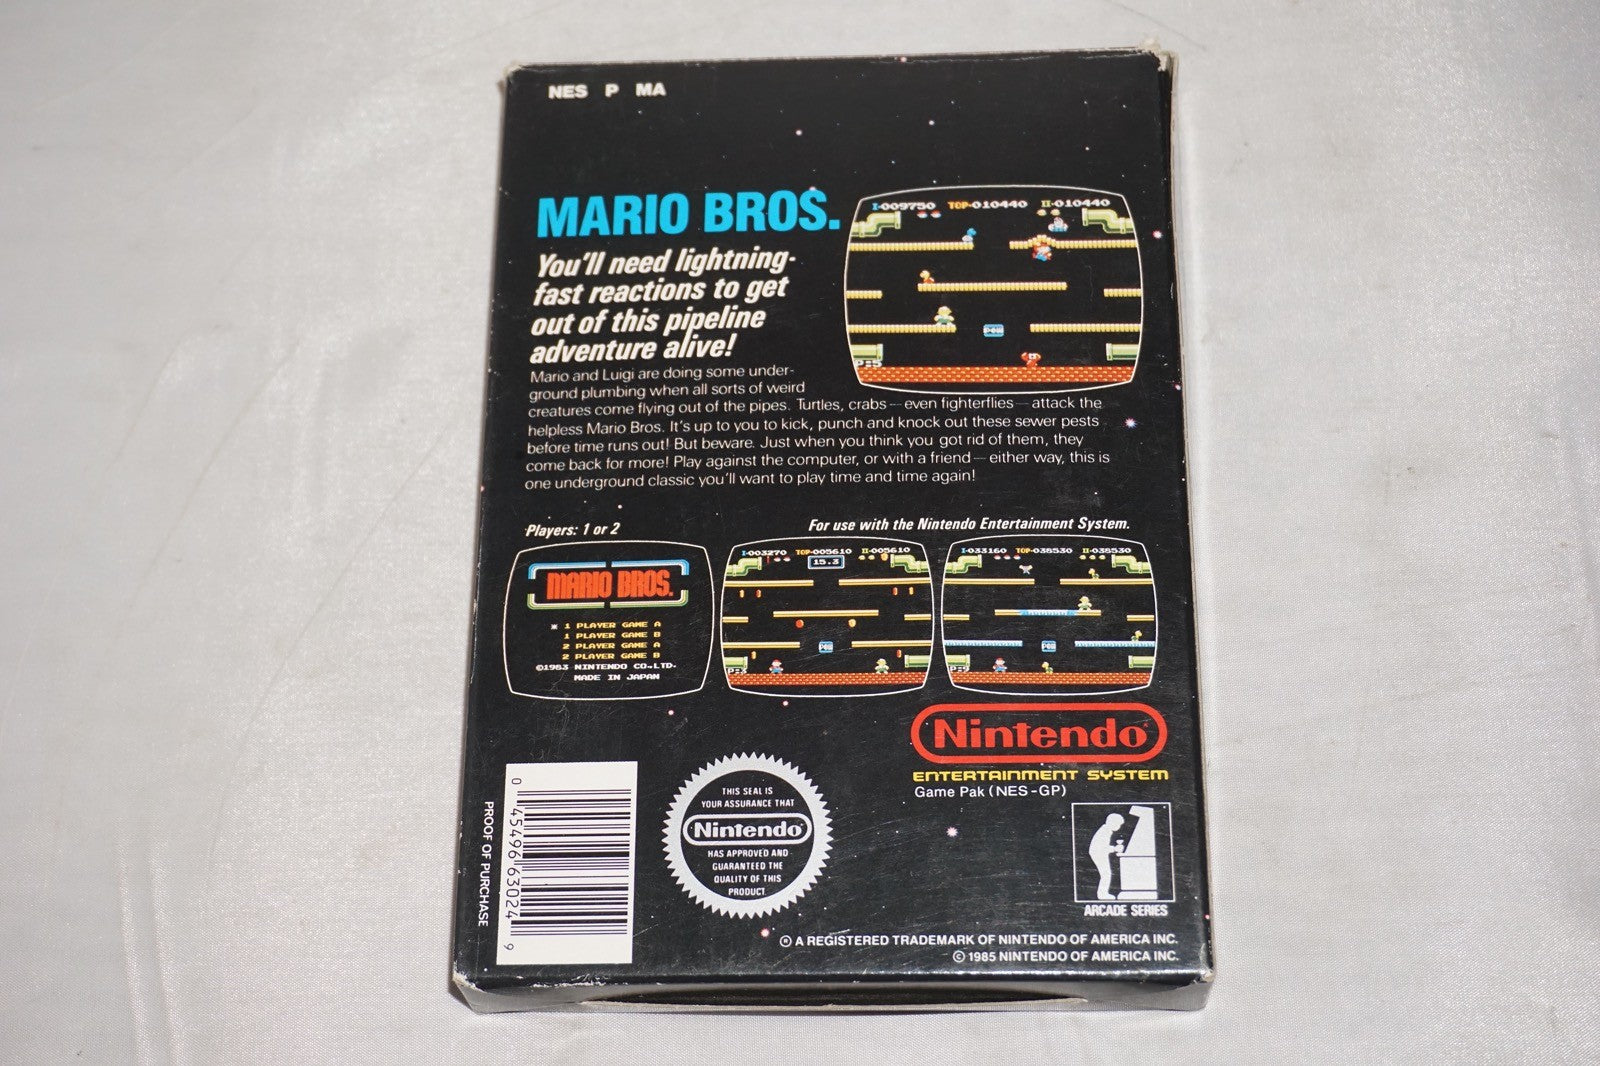 NES P MA
MARIO BROS.
You'll need lightning-
fast reactions to get
out of this pipeline
adventure alive!
Mario and Luigi are doing some under-
ground plumbing when all sorts of weird
creatures come flying out of the pipes. Turtles, crabs—even fighterflies—attack the
helpless Mario Bros. It's up to you to kick, punch and knock out these sewer pests
before time runs out! But beware. Just when you think you got rid of them, they
come back for more! Play against the computer, or with a friend—either way, this is
one underground classic you'll want to play time and time again!
I-009750 TOP-010440 II-010440
POW
P=5
Players: 1 or 2
For use with the Nintendo Entertainment System.
MARIO BROS.
1 PLAYER GAME A
1 PLAYER GAME B
2 PLAYER GAME A
2 PLAYER GAME B
©1983 NINTENDO CO.,LTD.
MADE IN JAPAN
I-003270 TOP-005610 II-005610
15.3
POW
P=3
I-033160 TOP-038530 II-038530
POW
Nintendo®
ENTERTAINMENT SYSTEM
Game Pak (NES-GP)
ARCADE SERIES
THIS SEAL IS
YOUR ASSURANCE THAT
Nintendo
HAS APPROVED AND
GUARANTEED THE
QUALITY OF THIS
PRODUCT.
0 45496 63024 9
PROOF OF PURCHASE
® A REGISTERED TRADEMARK OF NINTENDO OF AMERICA INC.
© 1985 NINTENDO OF AMERICA INC.